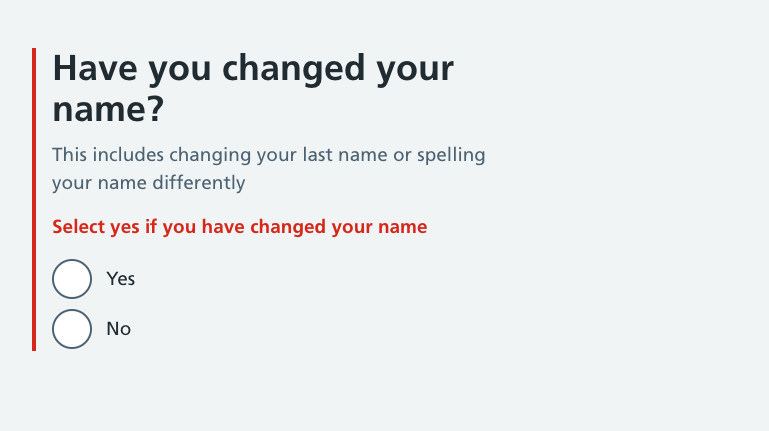 Have you changed your
name?
This includes changing your last name or spelling
your name differently
Select yes if you have changed your name
Yes
No